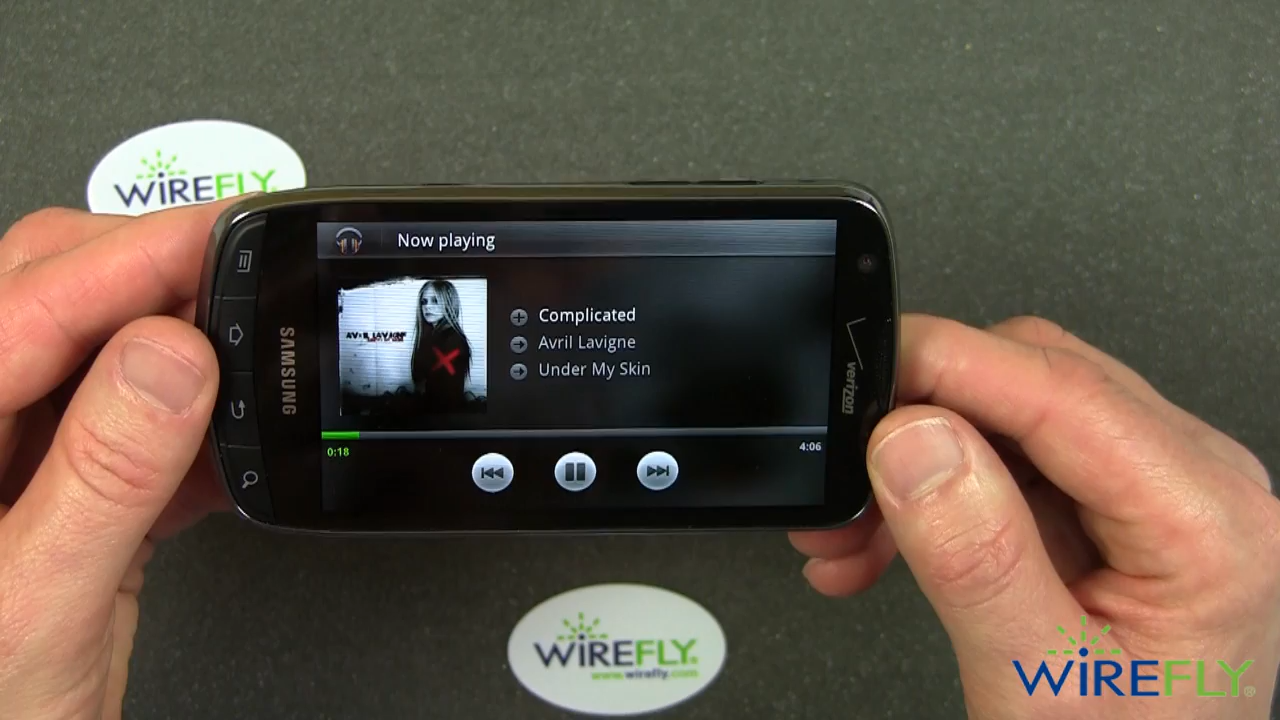 WIREFLY.
Now playing
SAMSUNG
AVRIL LAVIGNE
Complicated
Avril Lavigne
Under My Skin
verizon
0:18
4:06
WIREFLY.
www.wirefly.com
WIREFLY®